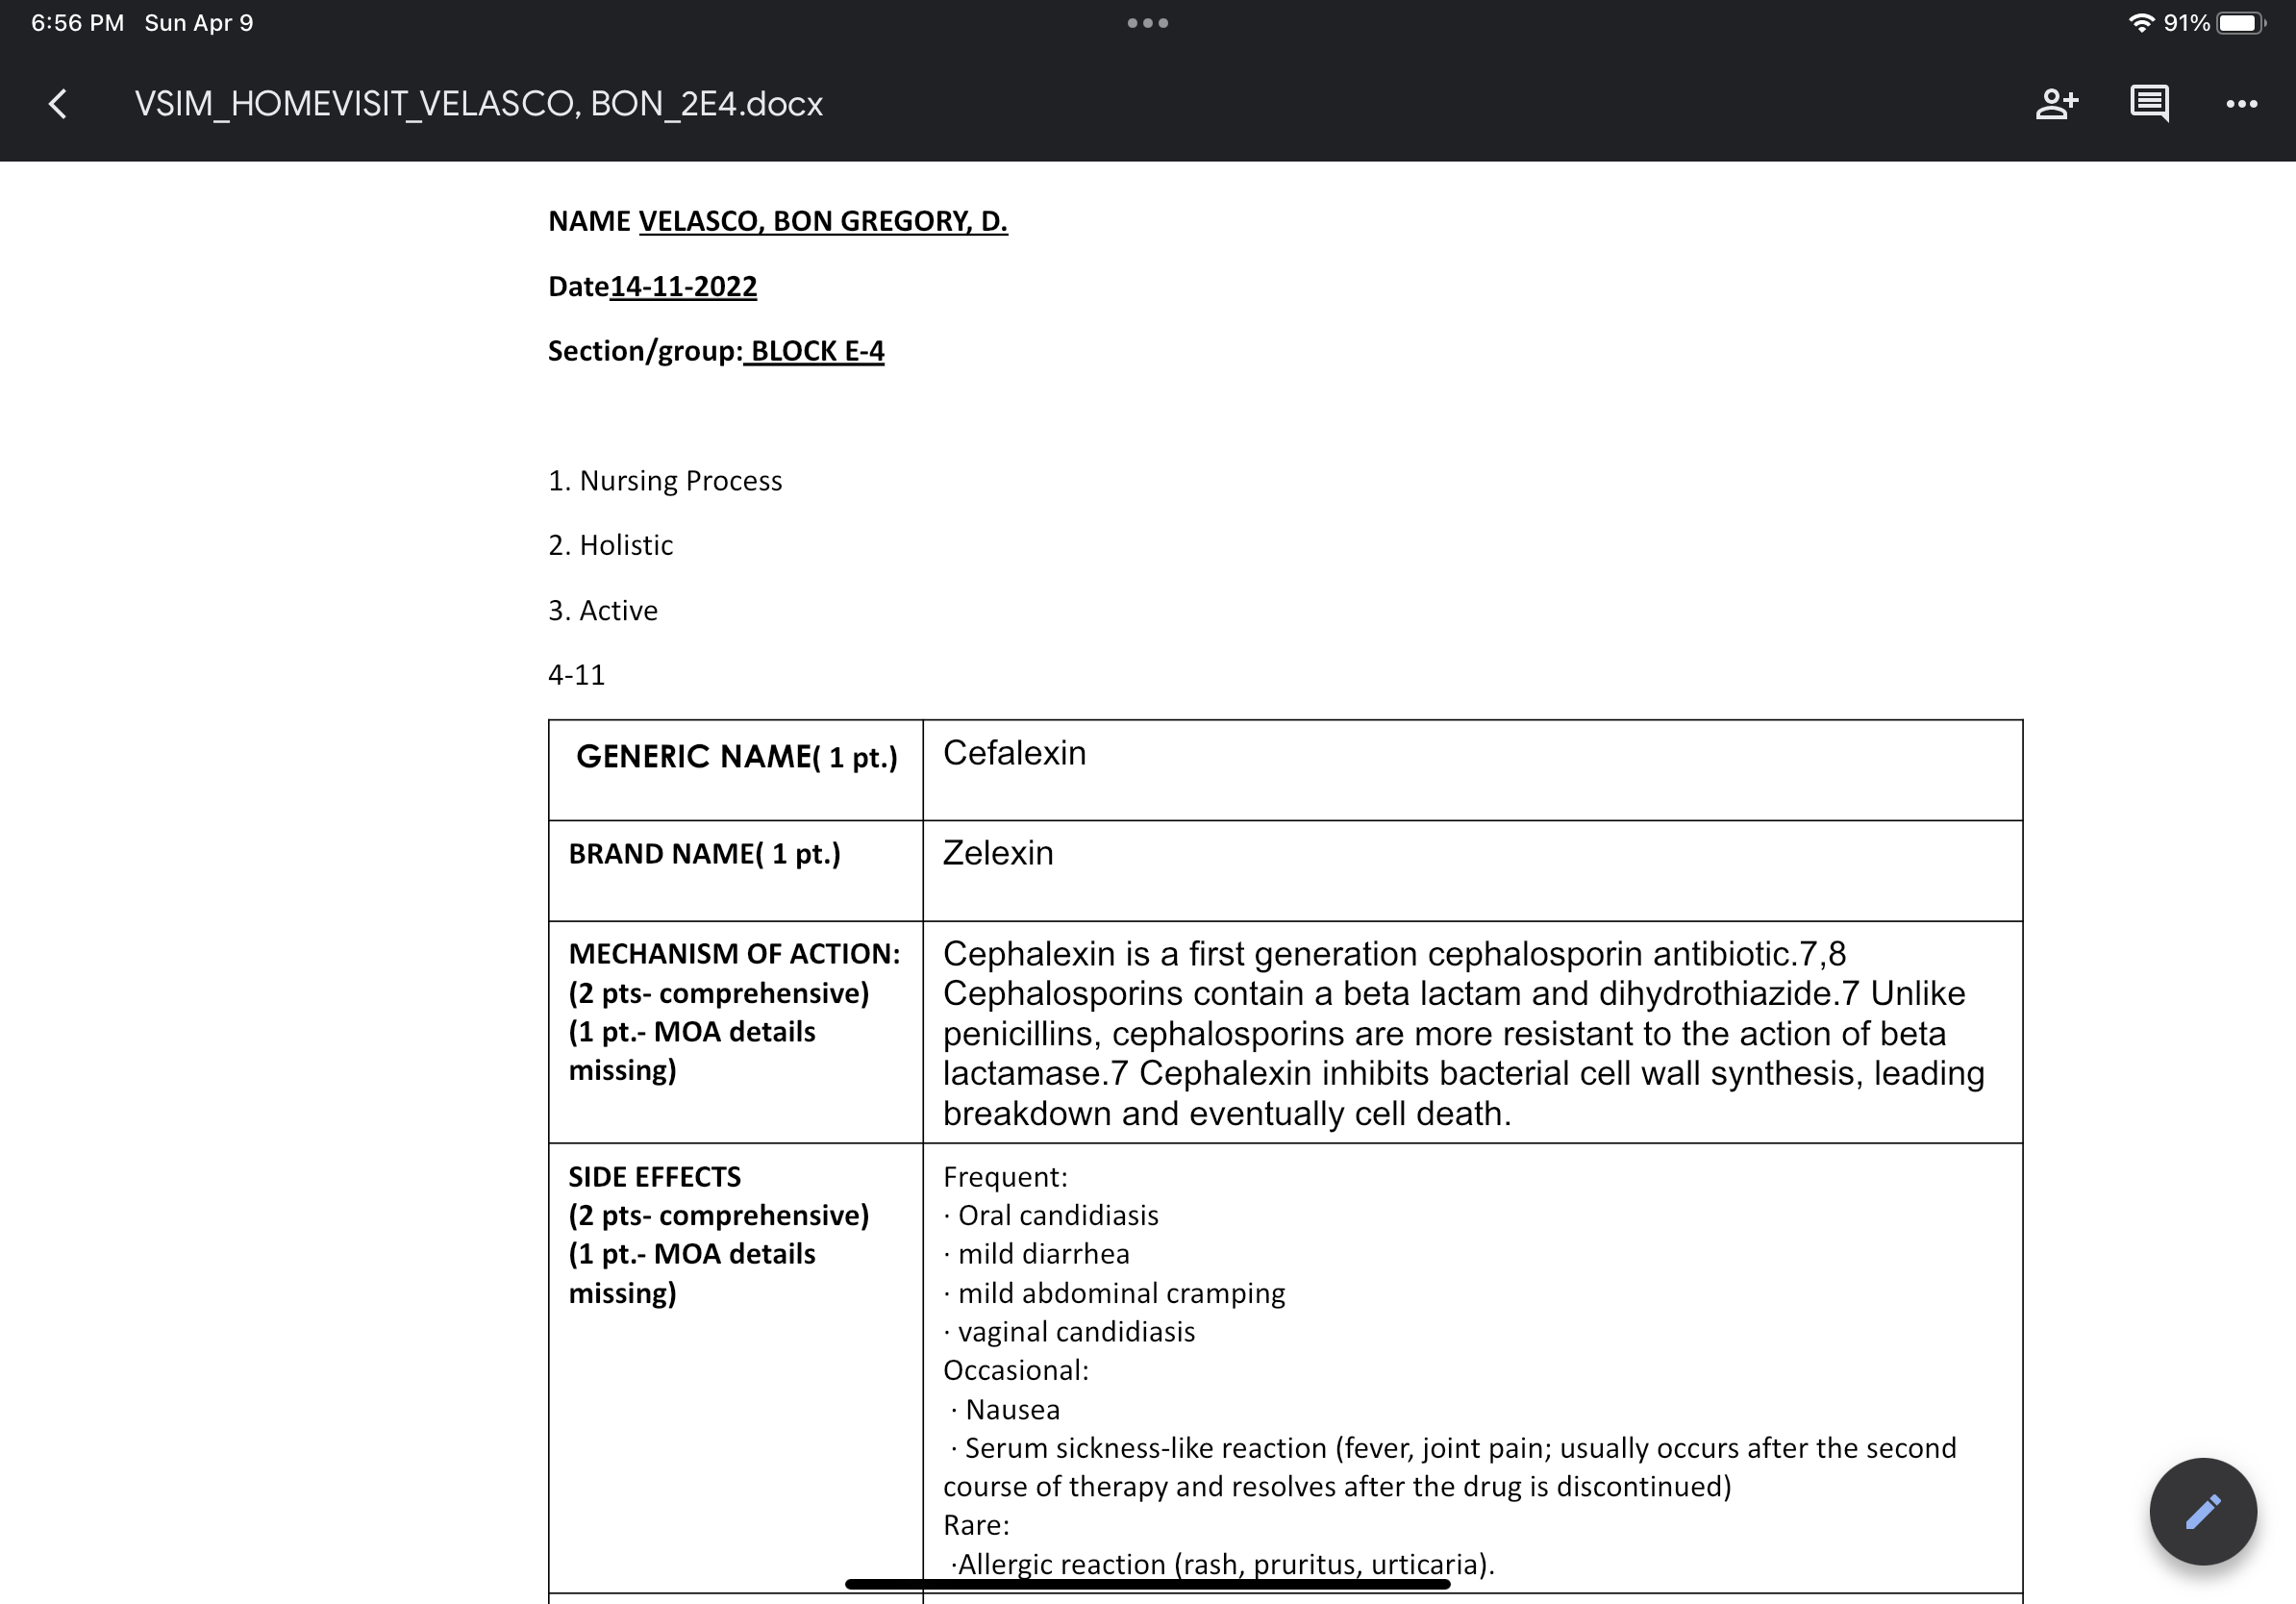 6:56 PM Sun Apr 9
91%
VSIM_HOMEVISIT_VELASCO, BON_2E4.docx
NAME VELASCO, BON GREGORY, D.
Date14-11-2022
Section/group: BLOCK E-4
1. Nursing Process
2. Holistic
3. Active
4-11
GENERIC NAME( 1 pt.)
Cefalexin
BRAND NAME( 1 pt.)
Zelexin
MECHANISM OF ACTION:
(2 pts- comprehensive)
(1 pt.- MOA details
missing)
Cephalexin is a first generation cephalosporin antibiotic.7,8
Cephalosporins contain a beta lactam and dihydrothiazide.7 Unlike
penicillins, cephalosporins are more resistant to the action of beta
lactamase.7 Cephalexin inhibits bacterial cell wall synthesis, leading
breakdown and eventually cell death.
SIDE EFFECTS
(2 pts- comprehensive)
(1 pt.- MOA details
missing)
Frequent:
· Oral candidiasis
· mild diarrhea
· mild abdominal cramping
· vaginal candidiasis
Occasional:
· Nausea
· Serum sickness-like reaction (fever, joint pain; usually occurs after the second
course of therapy and resolves after the drug is discontinued)
Rare:
·Allergic reaction (rash, pruritus, urticaria).